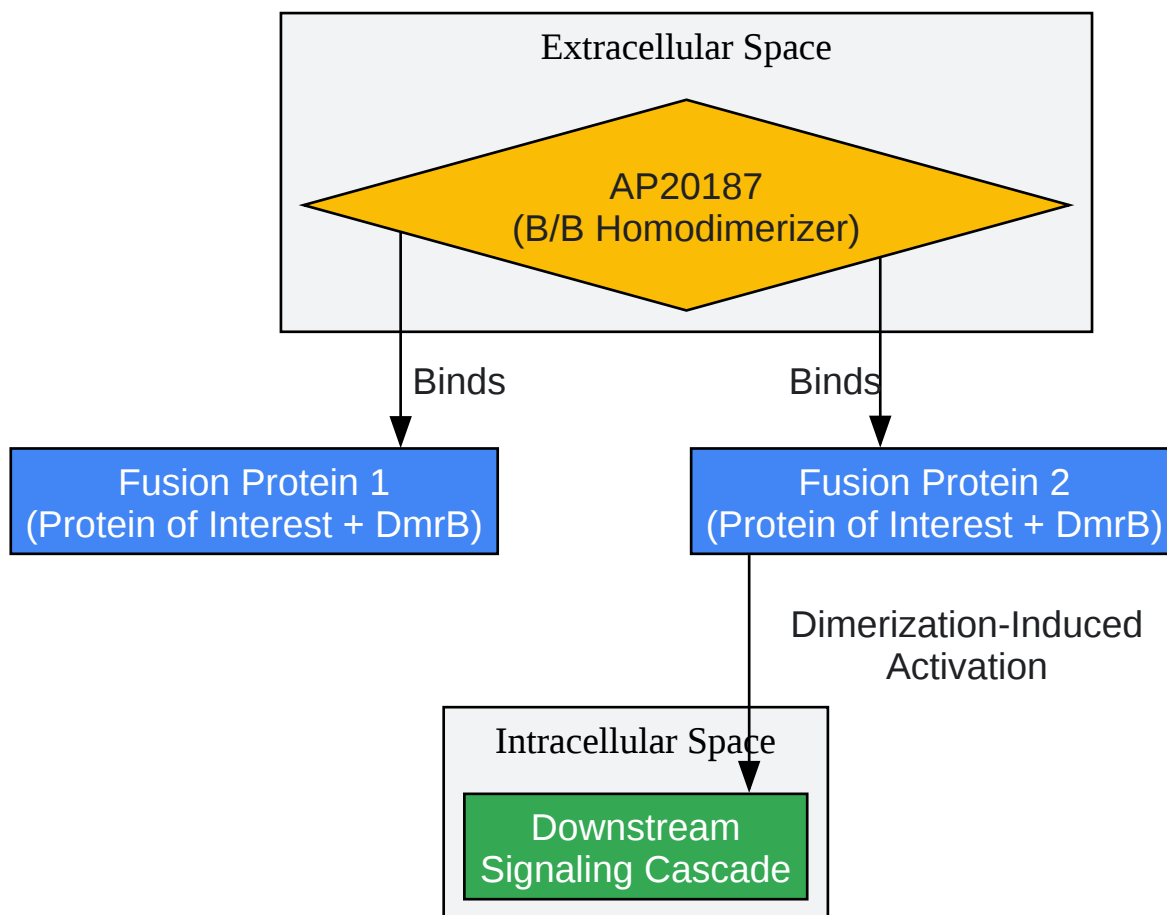 Extracellular Space
AP20187
(B/B Homodimerizer)
Binds
Binds
Fusion Protein 1
(Protein of Interest + DmrB)
Fusion Protein 2
(Protein of Interest + DmrB)
Dimerization-Induced
Activation
Intracellular Space
Downstream
Signaling Cascade